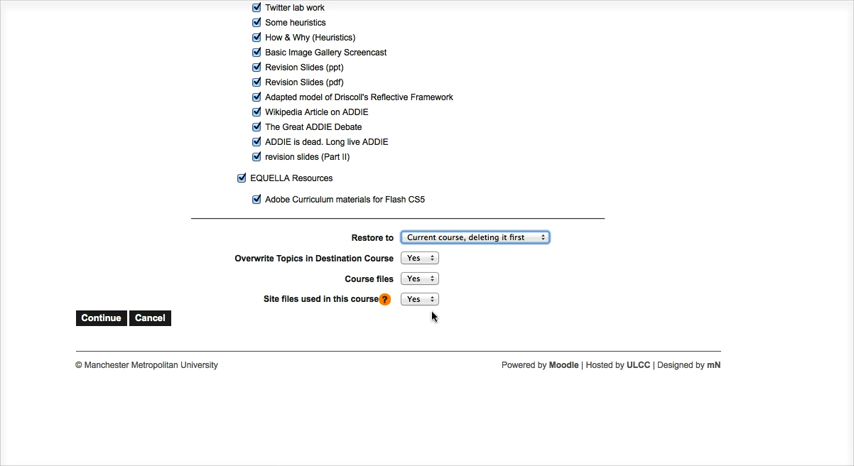 Twitter lab work
Some heuristics
How & Why (Heuristics)
Basic Image Gallery Screencast
Revision Slides (ppt)
Revision Slides (pdf)
Adapted model of Driscoll's Reflective Framework
Wikipedia Article on ADDIE
The Great ADDIE Debate
ADDIE is dead. Long live ADDIE
revision slides (Part II)
EQUELLA Resources
Adobe Curriculum materials for Flash CS5
Restore to Current course, deleting it first
Overwrite Topics in Destination Course Yes
Course files Yes
Site files used in this course ? Yes
Continue Cancel
© Manchester Metropolitan University Powered by Moodle | Hosted by ULCC | Designed by mN